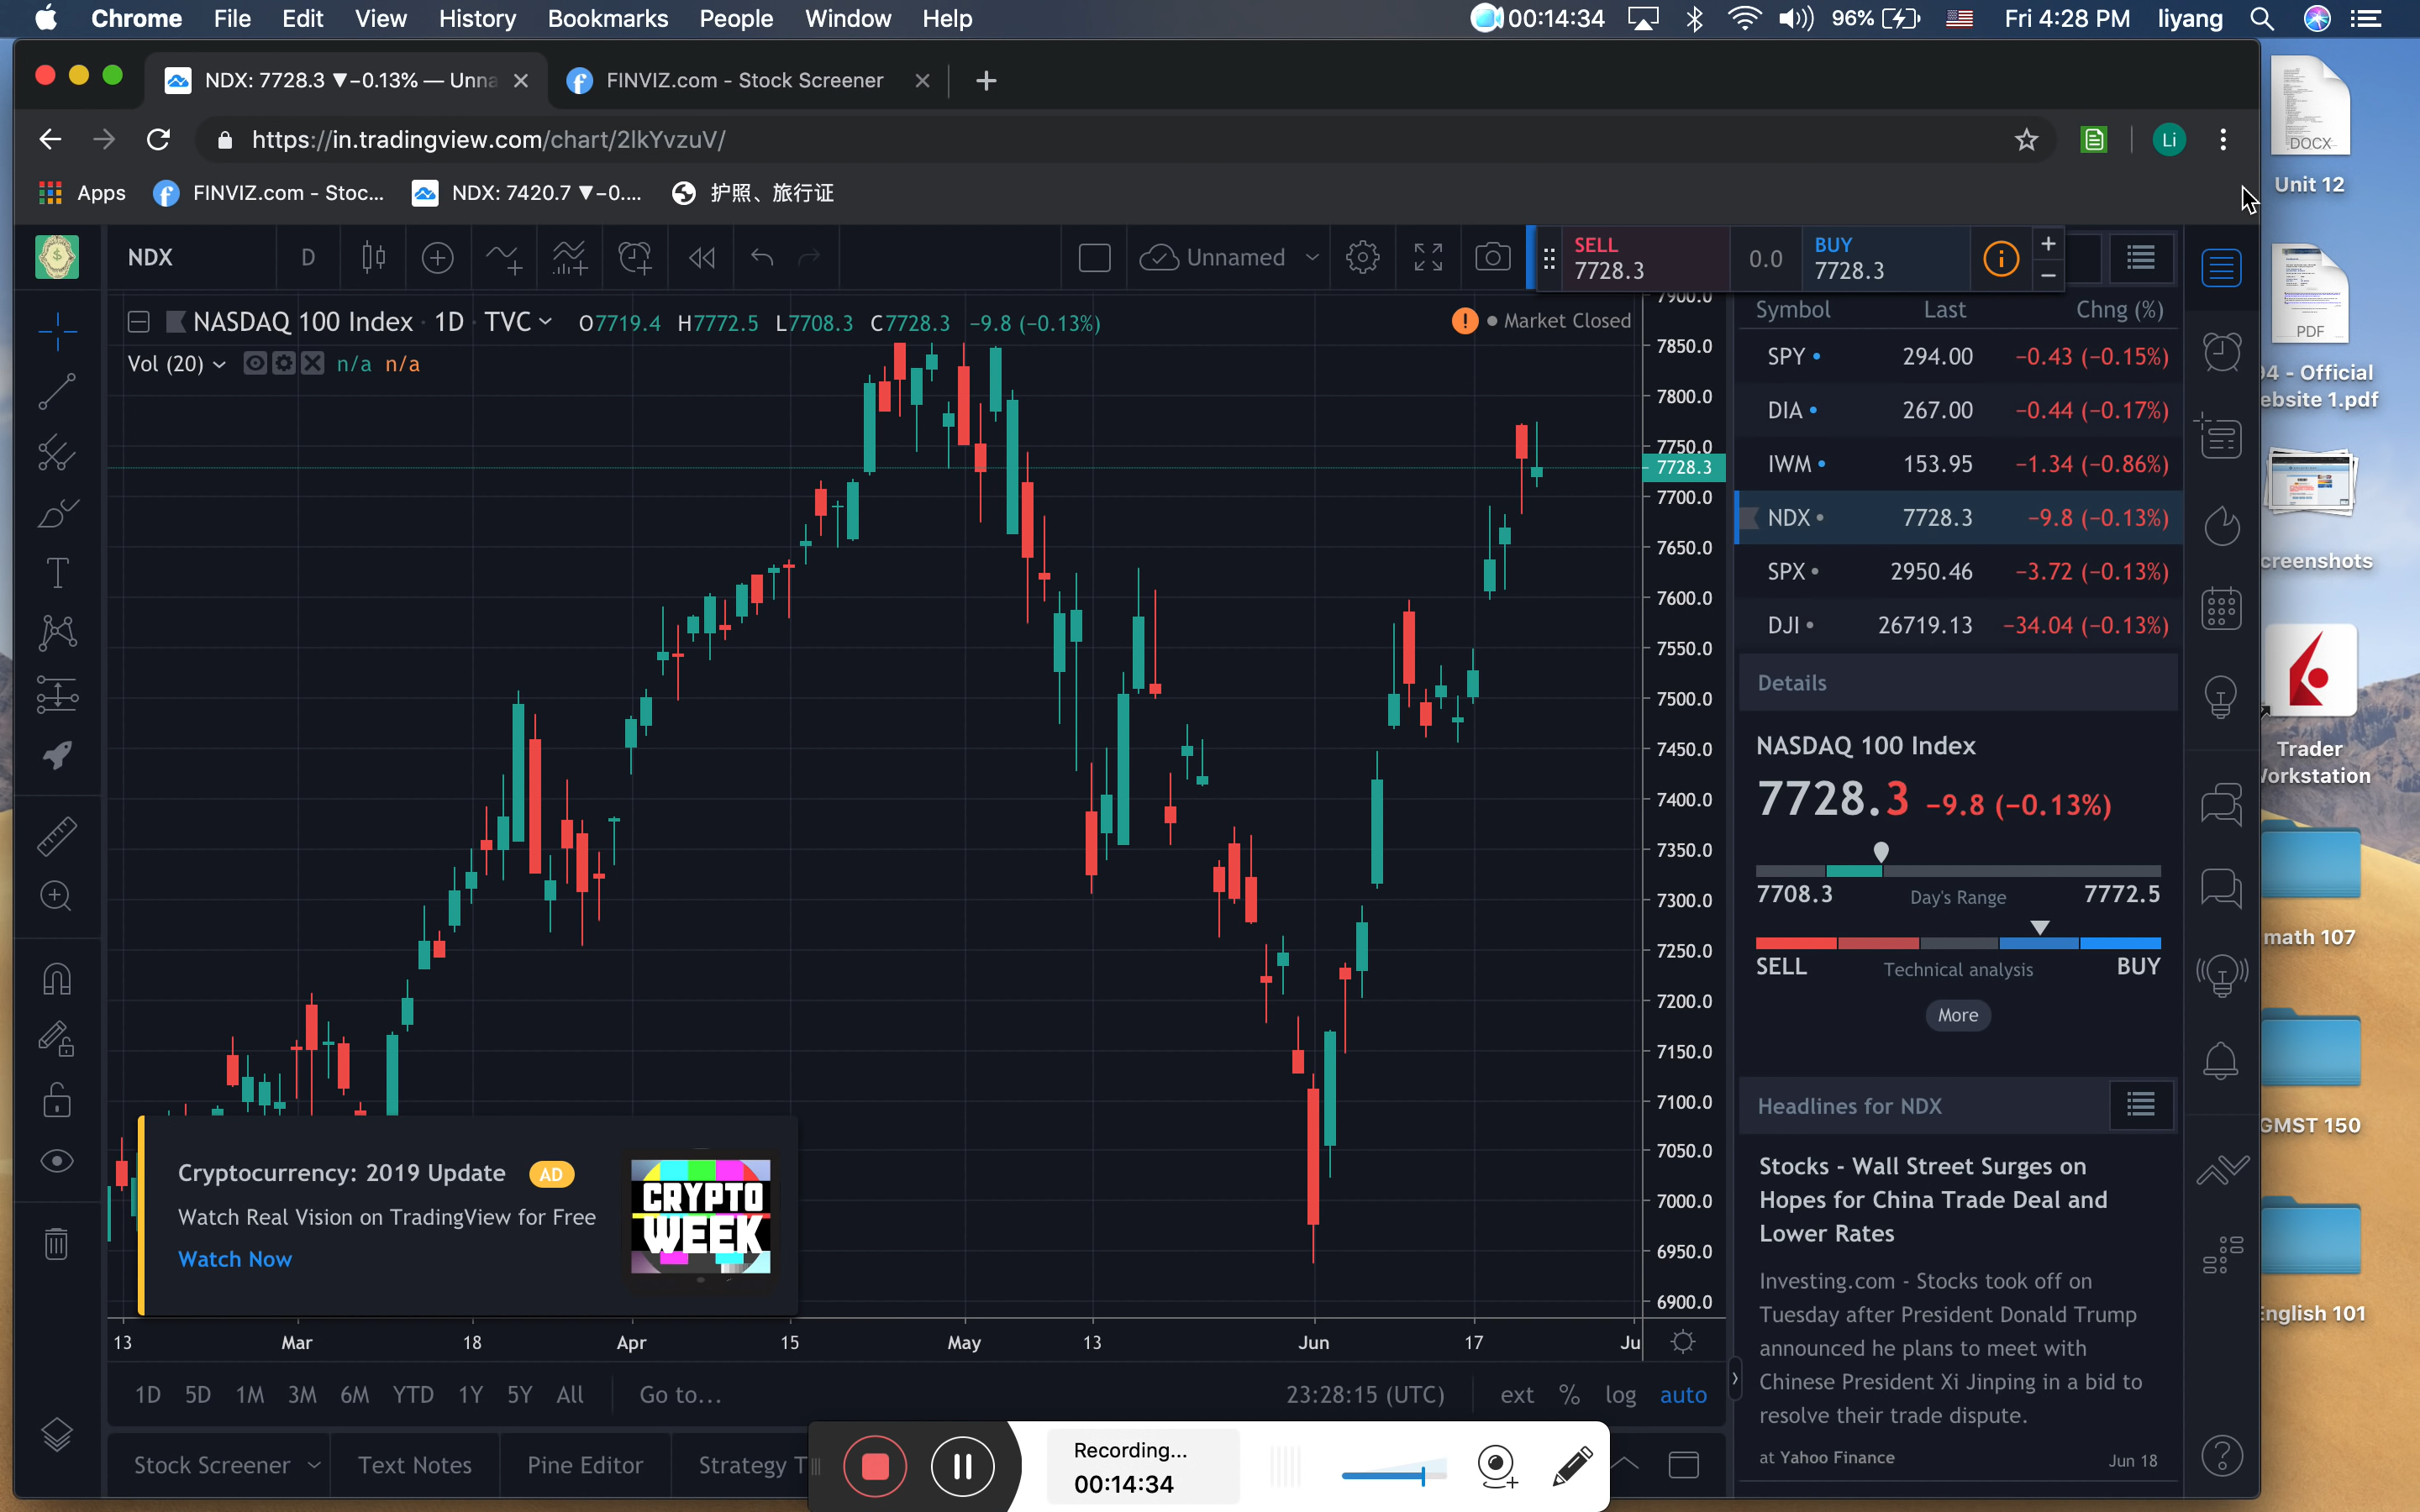 Chrome File Edit View History Bookmarks People Window Help 00:14:34 96% Fri 4:28 PM liyang
NDX: 7728.3 ▼−0.13% — Unna
FINVIZ.com - Stock Screener
https://in.tradingview.com/chart/2lkYvzuV/
Li
Apps FINVIZ.com - Stoc... NDX: 7420.7 ▼−0.... 护照、旅行证
NDX D Unnamed
SELL
7728.3
0.0
BUY
7728.3
NASDAQ 100 Index · 1D · TVC O7719.4 H7772.5 L7708.3 C7728.3 −9.8 (−0.13%)
Market Closed
Vol (20) n/a n/a
7900.0
7850.0
7800.0
7750.0
7728.3
7700.0
7650.0
7600.0
7550.0
7500.0
7450.0
7400.0
7350.0
7300.0
7250.0
7200.0
7150.0
7100.0
7050.0
7000.0
6950.0
6900.0
Symbol Last Chng (%)
SPY 294.00 −0.43 (−0.15%)
DIA 267.00 −0.44 (−0.17%)
IWM 153.95 −1.34 (−0.86%)
NDX 7728.3 −9.8 (−0.13%)
SPX 2950.46 −3.72 (−0.13%)
DJI 26719.13 −34.04 (−0.13%)
Details
NASDAQ 100 Index
7728.3 −9.8 (−0.13%)
7708.3 Day's Range 7772.5
SELL Technical analysis BUY
More
Headlines for NDX
Stocks - Wall Street Surges on
Hopes for China Trade Deal and
Lower Rates
Investing.com - Stocks took off on
Tuesday after President Donald Trump
announced he plans to meet with
Chinese President Xi Jinping in a bid to
resolve their trade dispute.
at Yahoo Finance Jun 18
Cryptocurrency: 2019 Update AD
Watch Real Vision on TradingView for Free
Watch Now
CRYPTO
WEEK
13 Mar 18 Apr 15 May 13 Jun 17 Ju
1D 5D 1M 3M 6M YTD 1Y 5Y All Go to... 23:28:15 (UTC) ext % log auto
Stock Screener Text Notes Pine Editor Strategy T
Recording...
00:14:34
DOCX
Unit 12
PDF
04 - Official
ebsite 1.pdf
creenshots
Trader
Workstation
math 107
GMST 150
English 101